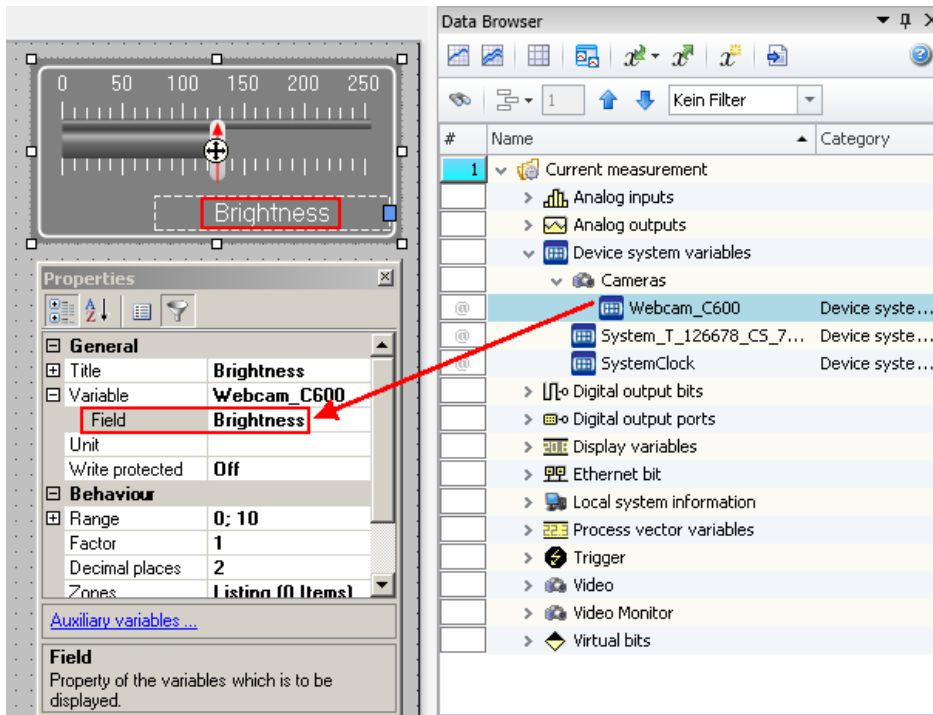 0 50 100 150 200 250
Brightness
Properties
General
Title Brightness
Variable Webcam_C600
Field Brightness
Unit
Write protected Off
Behaviour
Range 0; 10
Factor 1
Decimal places 2
Zones Listing (0 Items)
Auxiliary variables ...
Field
Property of the variables which is to be
displayed.
Data Browser
1 Kein Filter
# Name Category
1 Current measurement
Analog inputs
Analog outputs
Device system variables
Cameras
@ Webcam_C600 Device syste...
@ System_T_126678_CS_7... Device syste...
@ SystemClock Device syste...
Digital output bits
Digital output ports
Display variables
Ethernet bit
Local system information
Process vector variables
Trigger
Video
Video Monitor
Virtual bits